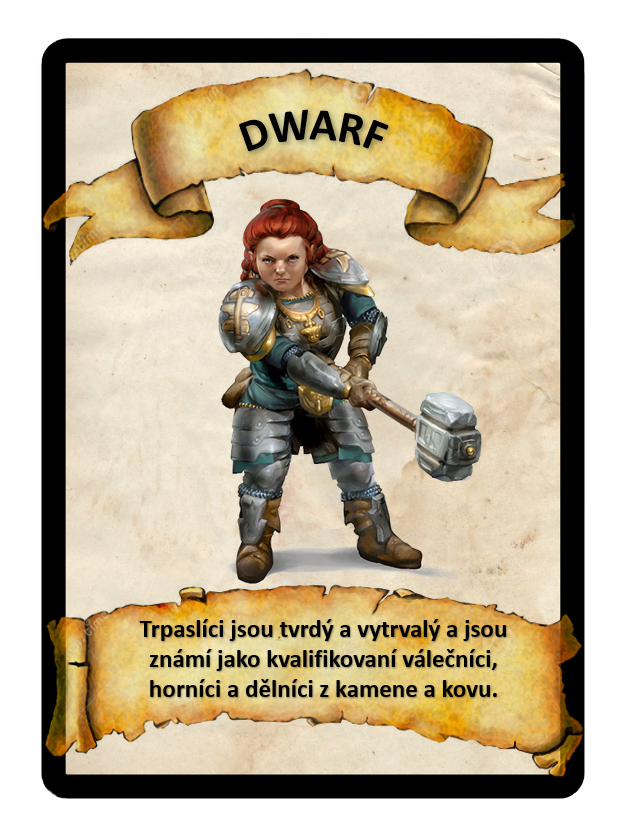 DWARF
Trpaslíci jsou tvrdý a vytrvalý a jsou
známí jako kvalifikovaní válečníci,
horníci a dělníci z kamene a kovu.